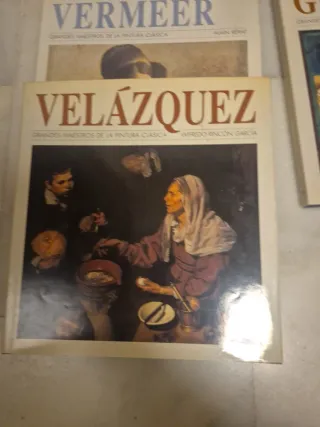 VERMEER
GRANDES MAESTROS DE LA PINTURA CLÁSICA
VELÁZQUEZ
GRANDES MAESTROS DE LA PINTURA CLÁSICA • WIFREDO RINCÓN GARCÍA
G